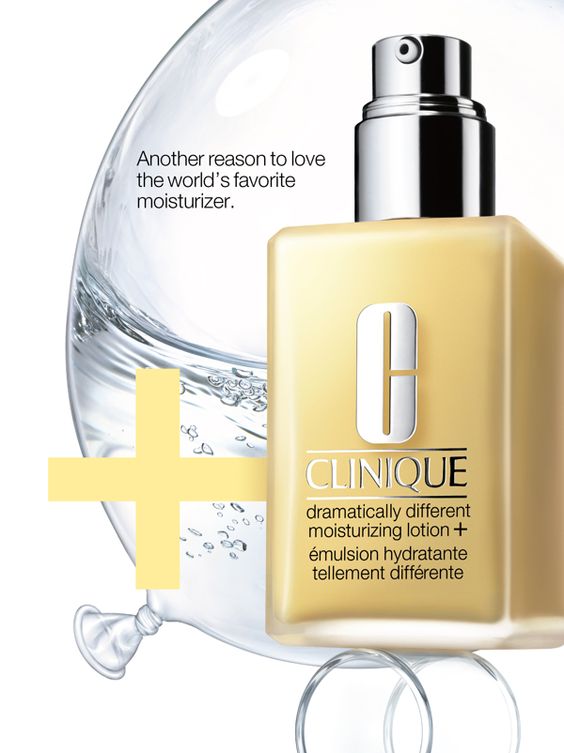 Another reason to love
the world's favorite
moisturizer.
CLINIQUE
dramatically different
moisturizing lotion +
émulsion hydratante
tellement différente